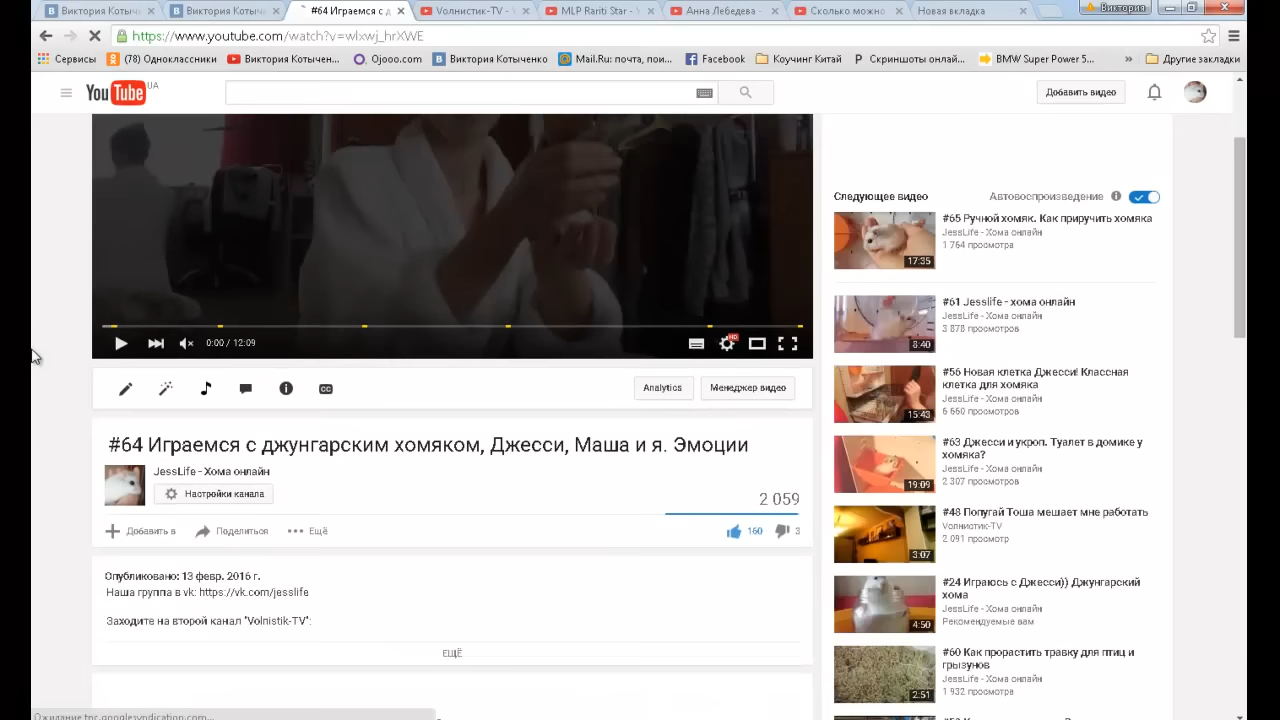 Виктория Котычен
Виктория Котыче
#64 Играемся с д
Волнистик-TV -
MLP Rariti Star -
Анна Лебедева
Сколько можно
Новая вкладка
Виктория
https://www.youtube.com/watch?v=wlxwj_hrXWE
Сервисы
(78) Одноклассники
Виктория Котычен...
Ojooo.com
Виктория Котыченко
Mail.Ru: почта, пои...
Facebook
Коучинг Китай
Скриншоты онлай...
BMW Super Power 5...
»
Другие закладки
YouTube UA
Добавить видео
0:00 / 12:09
HD
Analytics
Менеджер видео
#64 Играемся с джунгарским хомяком, Джесси, Маша и я. Эмоции
JessLife - Хома онлайн
Настройки канала
2 059
Добавить в
Поделиться
Ещё
160
3
Опубликовано: 13 февр. 2016 г.
Наша группа в vk: https://vk.com/jesslife
Заходите на второй канал "Volnistik-TV":
ЕЩЁ
Следующее видео
Автовоспроизведение
#65 Ручной хомяк. Как приручить хомяка
JessLife - Хома онлайн
1 764 просмотра
17:35
#61 Jesslife - хома онлайн
JessLife - Хома онлайн
3 878 просмотров
8:40
#56 Новая клетка Джесси! Классная
клетка для хомяка
JessLife - Хома онлайн
6 660 просмотров
15:43
#63 Джесси и укроп. Туалет в домике у
хомяка?
JessLife - Хома онлайн
2 307 просмотров
19:09
#48 Попугай Тоша мешает мне работать
Волнистик-TV
2 091 просмотр
3:07
#24 Играюсь с Джесси)) Джунгарский
хома
JessLife - Хома онлайн
Рекомендуемые вам
4:50
#60 Как прорастить травку для птиц и
грызунов
JessLife - Хома онлайн
1 932 просмотра
2:51
Ожидание tpc.googlesyndication.com...